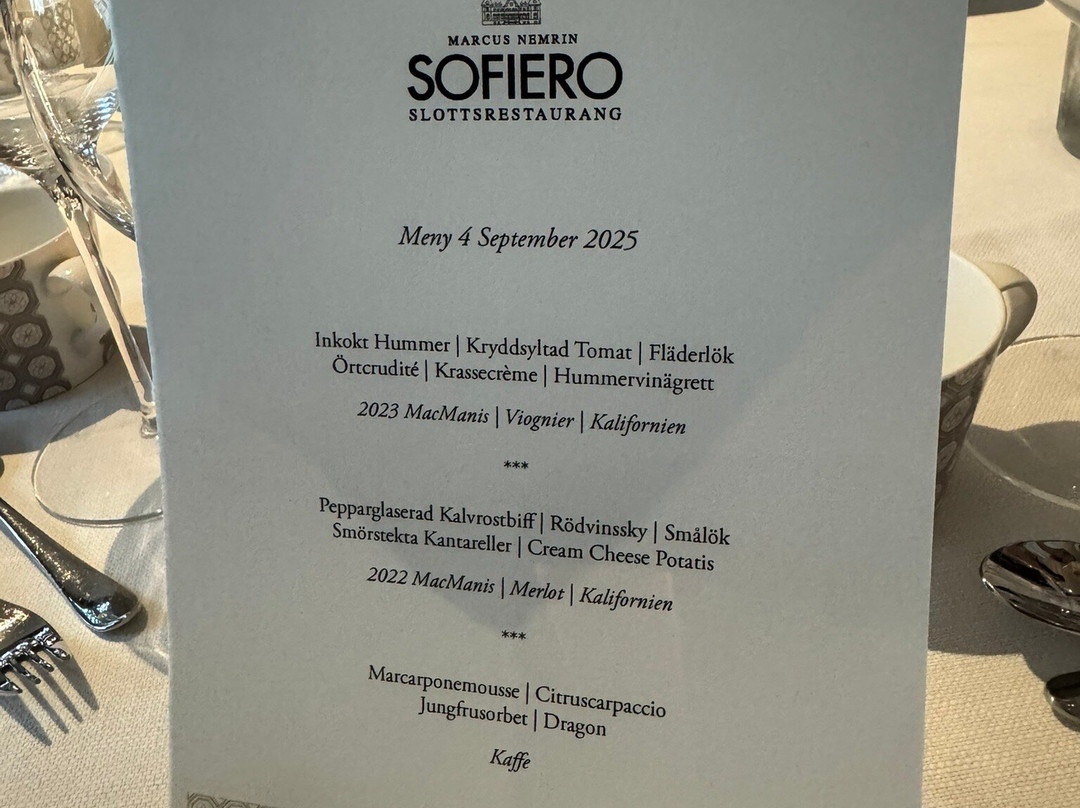 MARCUS NEMRIN
SOFIERO
SLOTTSRESTAURANG
Meny 4 September 2025
Inkokt Hummer | Kryddsyltad Tomat | Fläderlök
Örtcrudité | Krassecrème | Hummervinägrett
2023 MacManis | Viognier | Kalifornien
***
Pepparglaserad Kalvrostbiff | Rödvinssky | Smålök
Smörstekta Kantareller | Cream Cheese Potatis
2022 MacManis | Merlot | Kalifornien
***
Marcarponemousse | Citruscarpaccio
Jungfrusorbet | Dragon
Kaffe